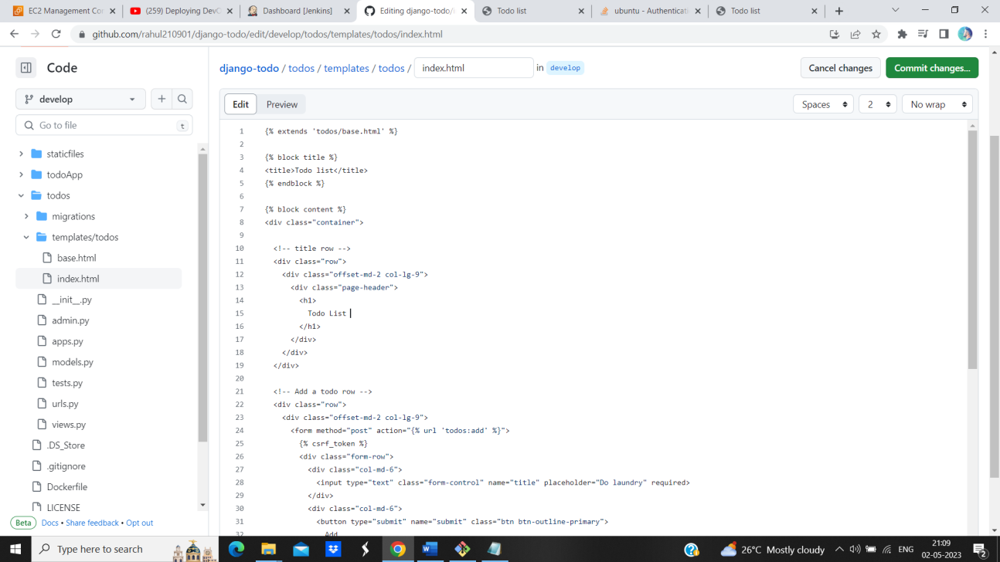 EC2 Management Con
(259) Deploying DevO
Dashboard [Jenkins]
Editing django-todo/i
Todo list
ubuntu - Authenticati
Todo list
github.com/rahul210901/django-todo/edit/develop/todos/templates/todos/index.html
Code
django-todo / todos / templates / todos / index.html in develop
Cancel changes
Commit changes...
develop
Go to file
t
staticfiles
todoApp
todos
migrations
templates/todos
base.html
index.html
__init__.py
admin.py
apps.py
models.py
tests.py
urls.py
views.py
.DS_Store
.gitignore
Dockerfile
LICENSE
Beta Docs • Share feedback • Opt out
Edit Preview
Spaces 2 No wrap
1 {% extends 'todos/base.html' %}
2
3 {% block title %}
4 <title>Todo list</title>
5 {% endblock %}
6
7 {% block content %}
8 <div class="container">
9
10 <!-- title row -->
11 <div class="row">
12 <div class="offset-md-2 col-lg-9">
13 <div class="page-header">
14 <h1>
15 Todo List
16 </h1>
17 </div>
18 </div>
19 </div>
20
21 <!-- Add a todo row -->
22 <div class="row">
23 <div class="offset-md-2 col-lg-9">
24 <form method="post" action="{% url 'todos:add' %}">
25 {% csrf_token %}
26 <div class="form-row">
27 <div class="col-md-6">
28 <input type="text" class="form-control" name="title" placeholder="Do laundry" required>
29 </div>
30 <div class="col-md-6">
31 <button type="submit" name="submit" class="btn btn-outline-primary">
32 Add
Type here to search
26°C Mostly cloudy
ENG
21:09
02-05-2023
2